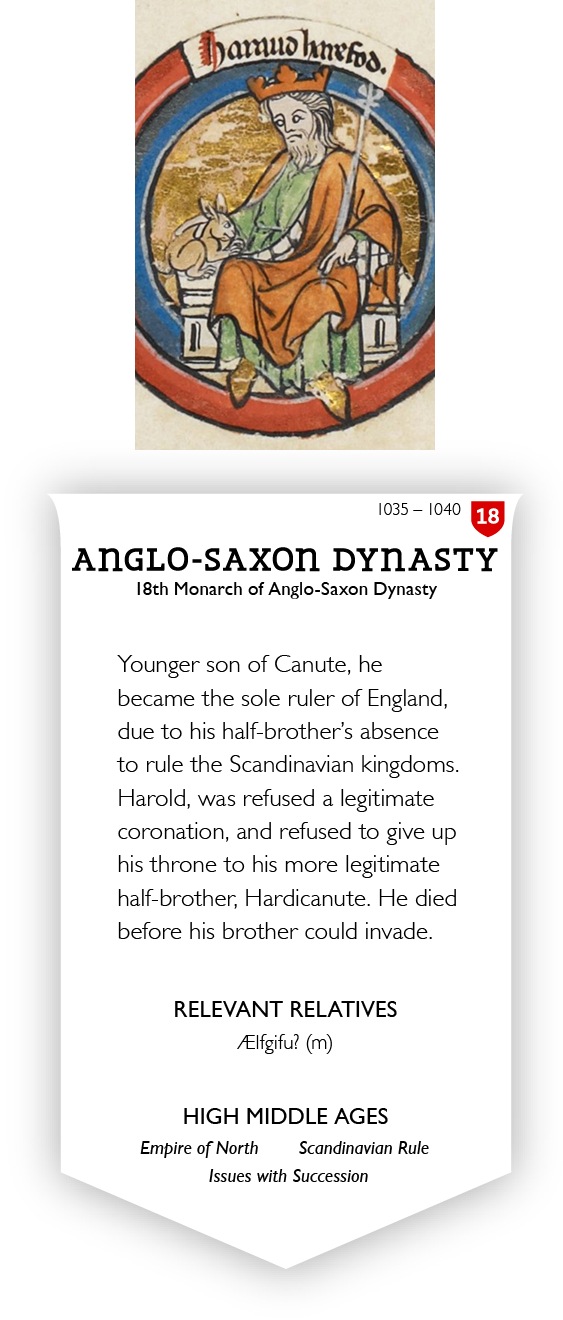 Haraud harefod.
1035 – 1040 18
ANGLO-SAXON DYNASTY
18th Monarch of Anglo-Saxon Dynasty
Younger son of Canute, he
became the sole ruler of England,
due to his half-brother’s absence
to rule the Scandinavian kingdoms.
Harold, was refused a legitimate
coronation, and refused to give up
his throne to his more legitimate
half-brother, Hardicanute. He died
before his brother could invade.
RELEVANT RELATIVES
Ælfgifu? (m)
HIGH MIDDLE AGES
Empire of North Scandinavian Rule
Issues with Succession